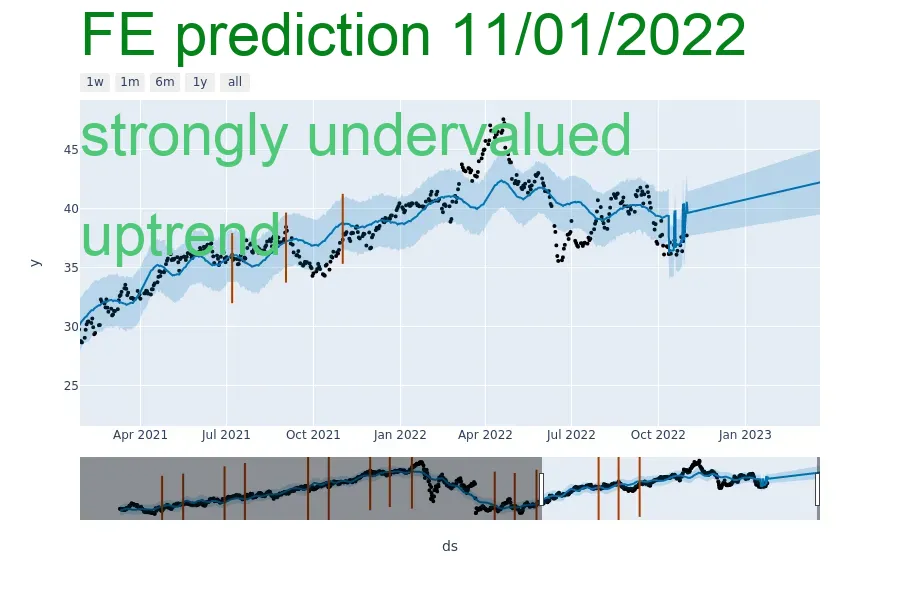 FE prediction 11/01/2022
1w 1m 6m 1y all
strongly undervalued
uptrend
45
40
35
30
25
y
Apr 2021 Jul 2021 Oct 2021 Jan 2022 Apr 2022 Jul 2022 Oct 2022 Jan 2023
ds